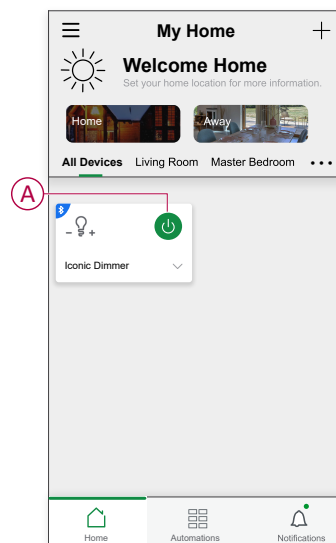 My Home
Welcome Home
Set your home location for more information.
Home
Away
All Devices Living Room Master Bedroom
A
Iconic Dimmer
Home Automations Notifications